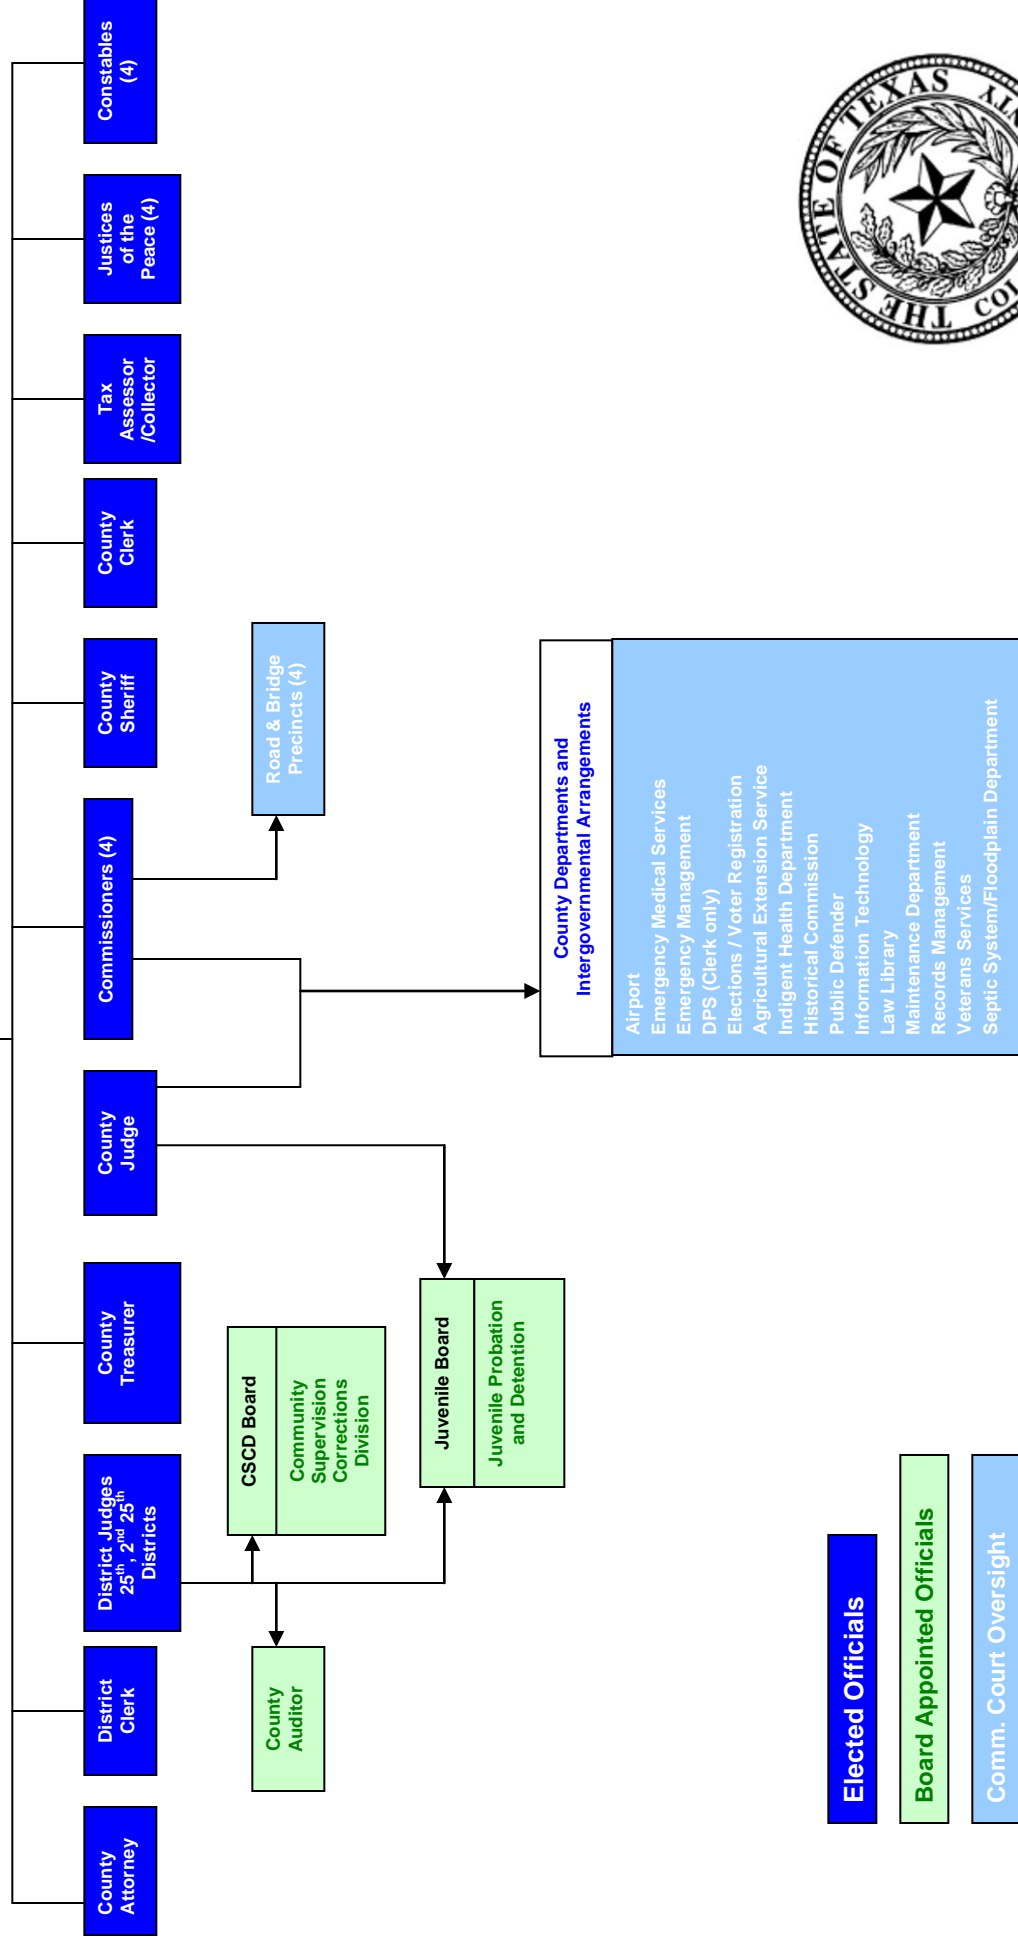 County
Attorney
District
Clerk
District Judges
25th, 2nd 25th
Districts
County
Treasurer
County
Judge
Commissioners (4)
County
Sheriff
County
Clerk
Tax
Assessor
/Collector
Justices
of the
Peace (4)
Constables
(4)
County
Auditor
CSCD Board
Community
Supervision
Corrections
Division
Road & Bridge
Precincts (4)
Juvenile Board
Juvenile Probation
and Detention
County Departments and
Intergovernmental Arrangements
Airport
Emergency Medical Services
Emergency Management
DPS (Clerk only)
Elections / Voter Registration
Agricultural Extension Service
Indigent Health Department
Historical Commission
Public Defender
Information Technology
Law Library
Maintenance Department
Records Management
Veterans Services
Septic System/Floodplain Department
Elected Officials
Board Appointed Officials
Comm. Court Oversight
THE STATE OF TEXAS